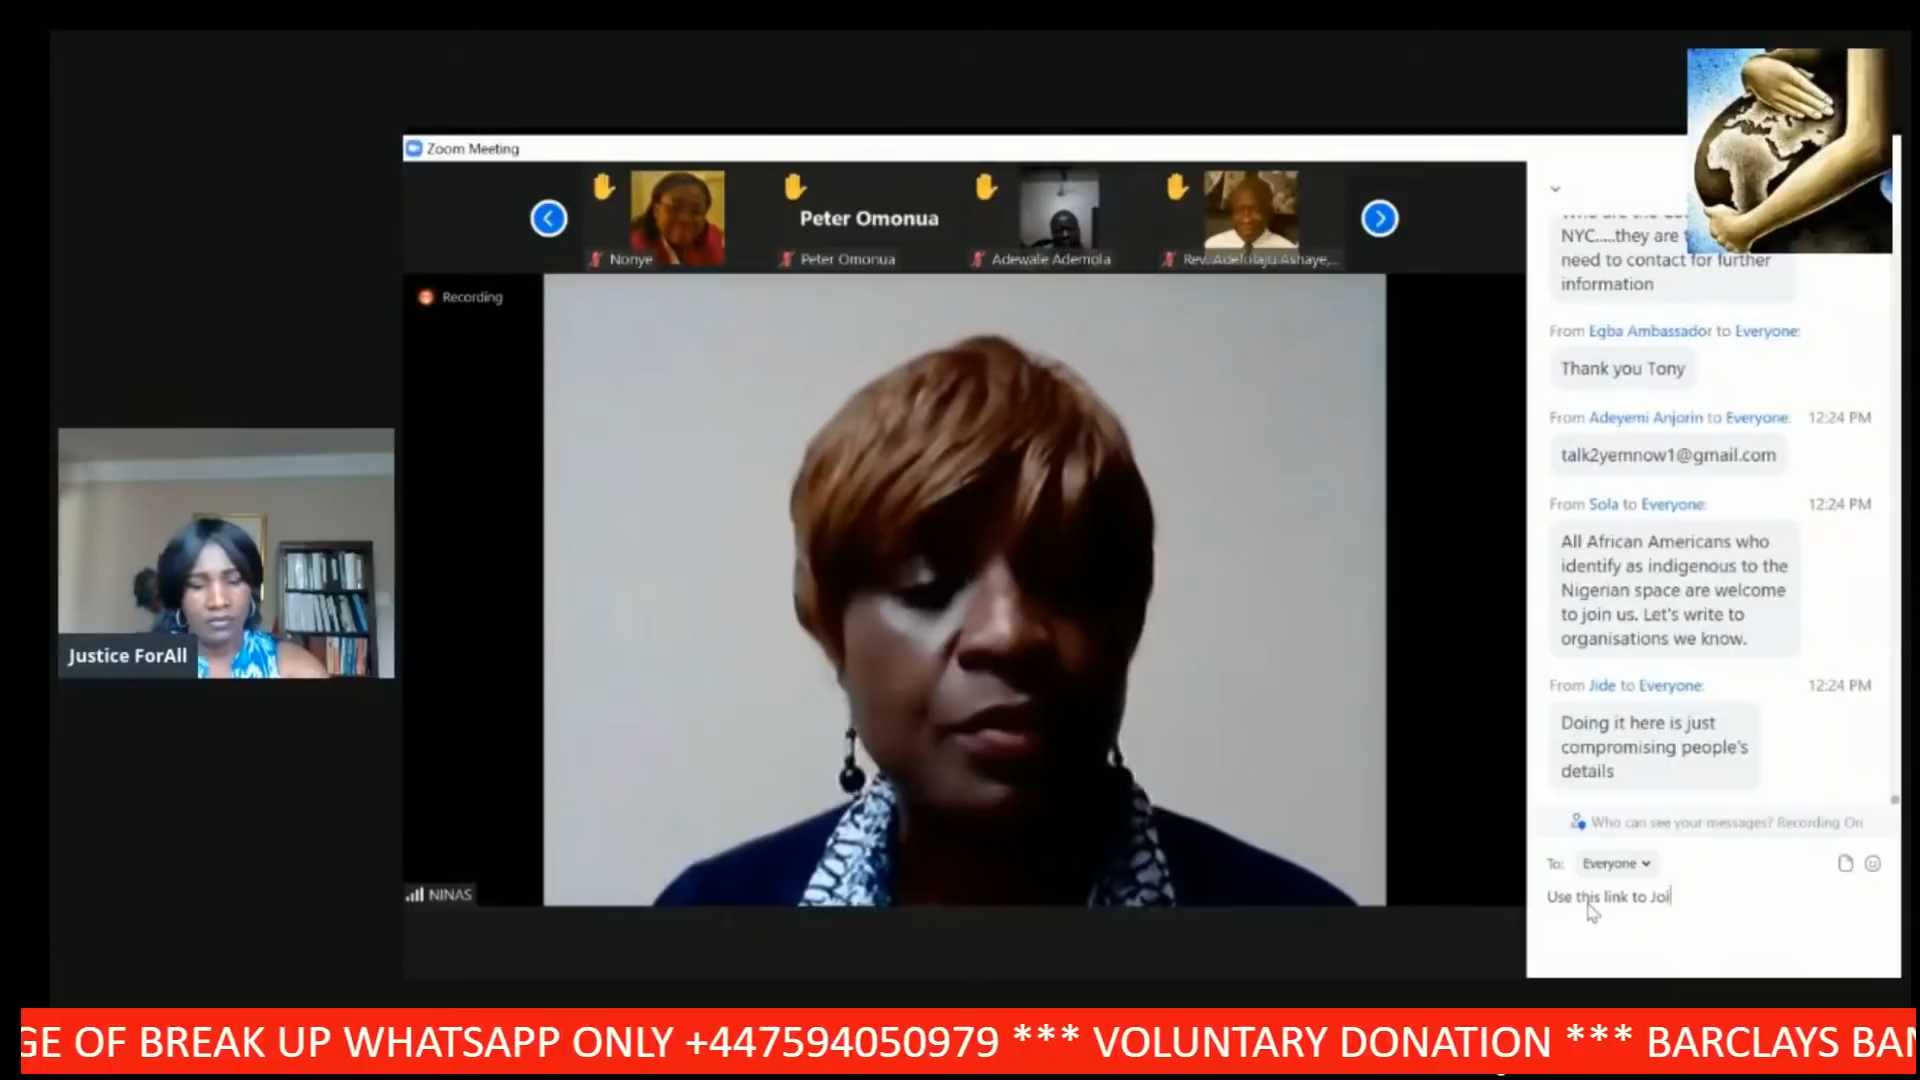 Zoom Meeting
Peter Omonua
Nonye
Peter Omonua
Adewale Ademola
Rev. Adefolaju Ashaye,...
Recording
NYC.....they are
need to contact for further
information
From Egba Ambassador to Everyone:
Thank you Tony
From Adeyemi Anjorin to Everyone: 12:24 PM
talk2yemnow1@gmail.com
From Sola to Everyone: 12:24 PM
All African Americans who
identify as indigenous to the
Nigerian space are welcome
to join us. Let's write to
organisations we know.
From Jide to Everyone: 12:24 PM
Doing it here is just
compromising people's
details
Who can see your messages? Recording On
To: Everyone
Use this link to Joi
Justice ForAll
NINAS
GE OF BREAK UP WHATSAPP ONLY +447594050979 *** VOLUNTARY DONATION *** BARCLAYS BAN